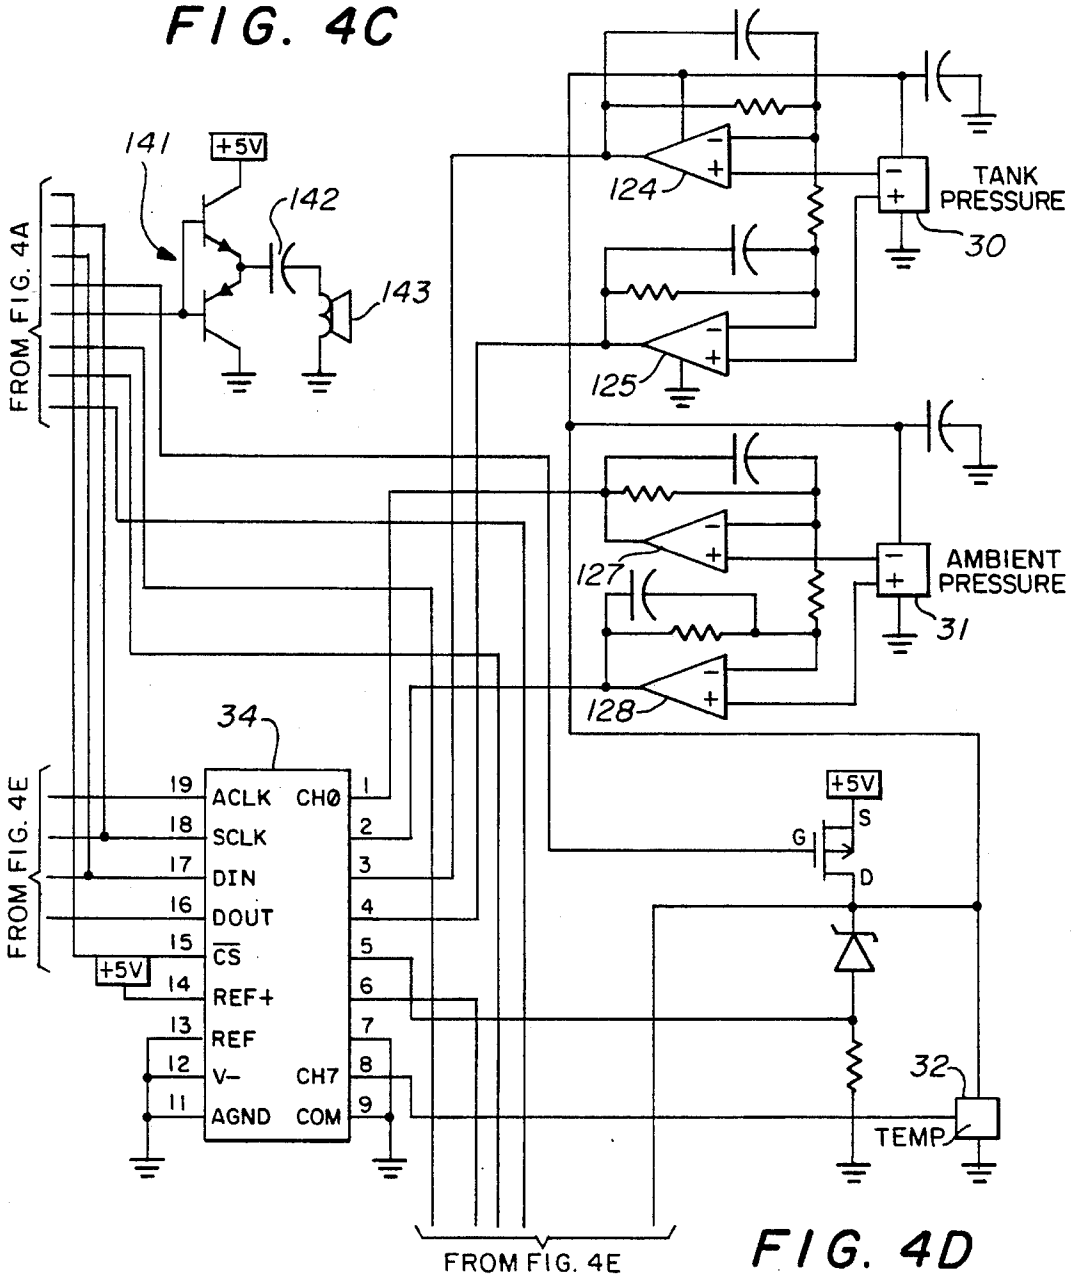 FIG. 4C
141
+5V
142
143
FROM FIG. 4A
124
−
+
−
+
TANK
PRESSURE
30
125
−
+
127
−
+
−
+
AMBIENT
PRESSURE
31
128
−
+
34
FROM FIG. 4E
19 ACLK CH0 1
18 SCLK 2
17 DIN 3
16 DOUT 4
15 C̅S̅ 5
+5V
14 REF+ 6
13 REF 7
12 V- CH7 8
11 AGND COM 9
+5V
S
G
D
32
TEMP
FROM FIG. 4E
FIG. 4D